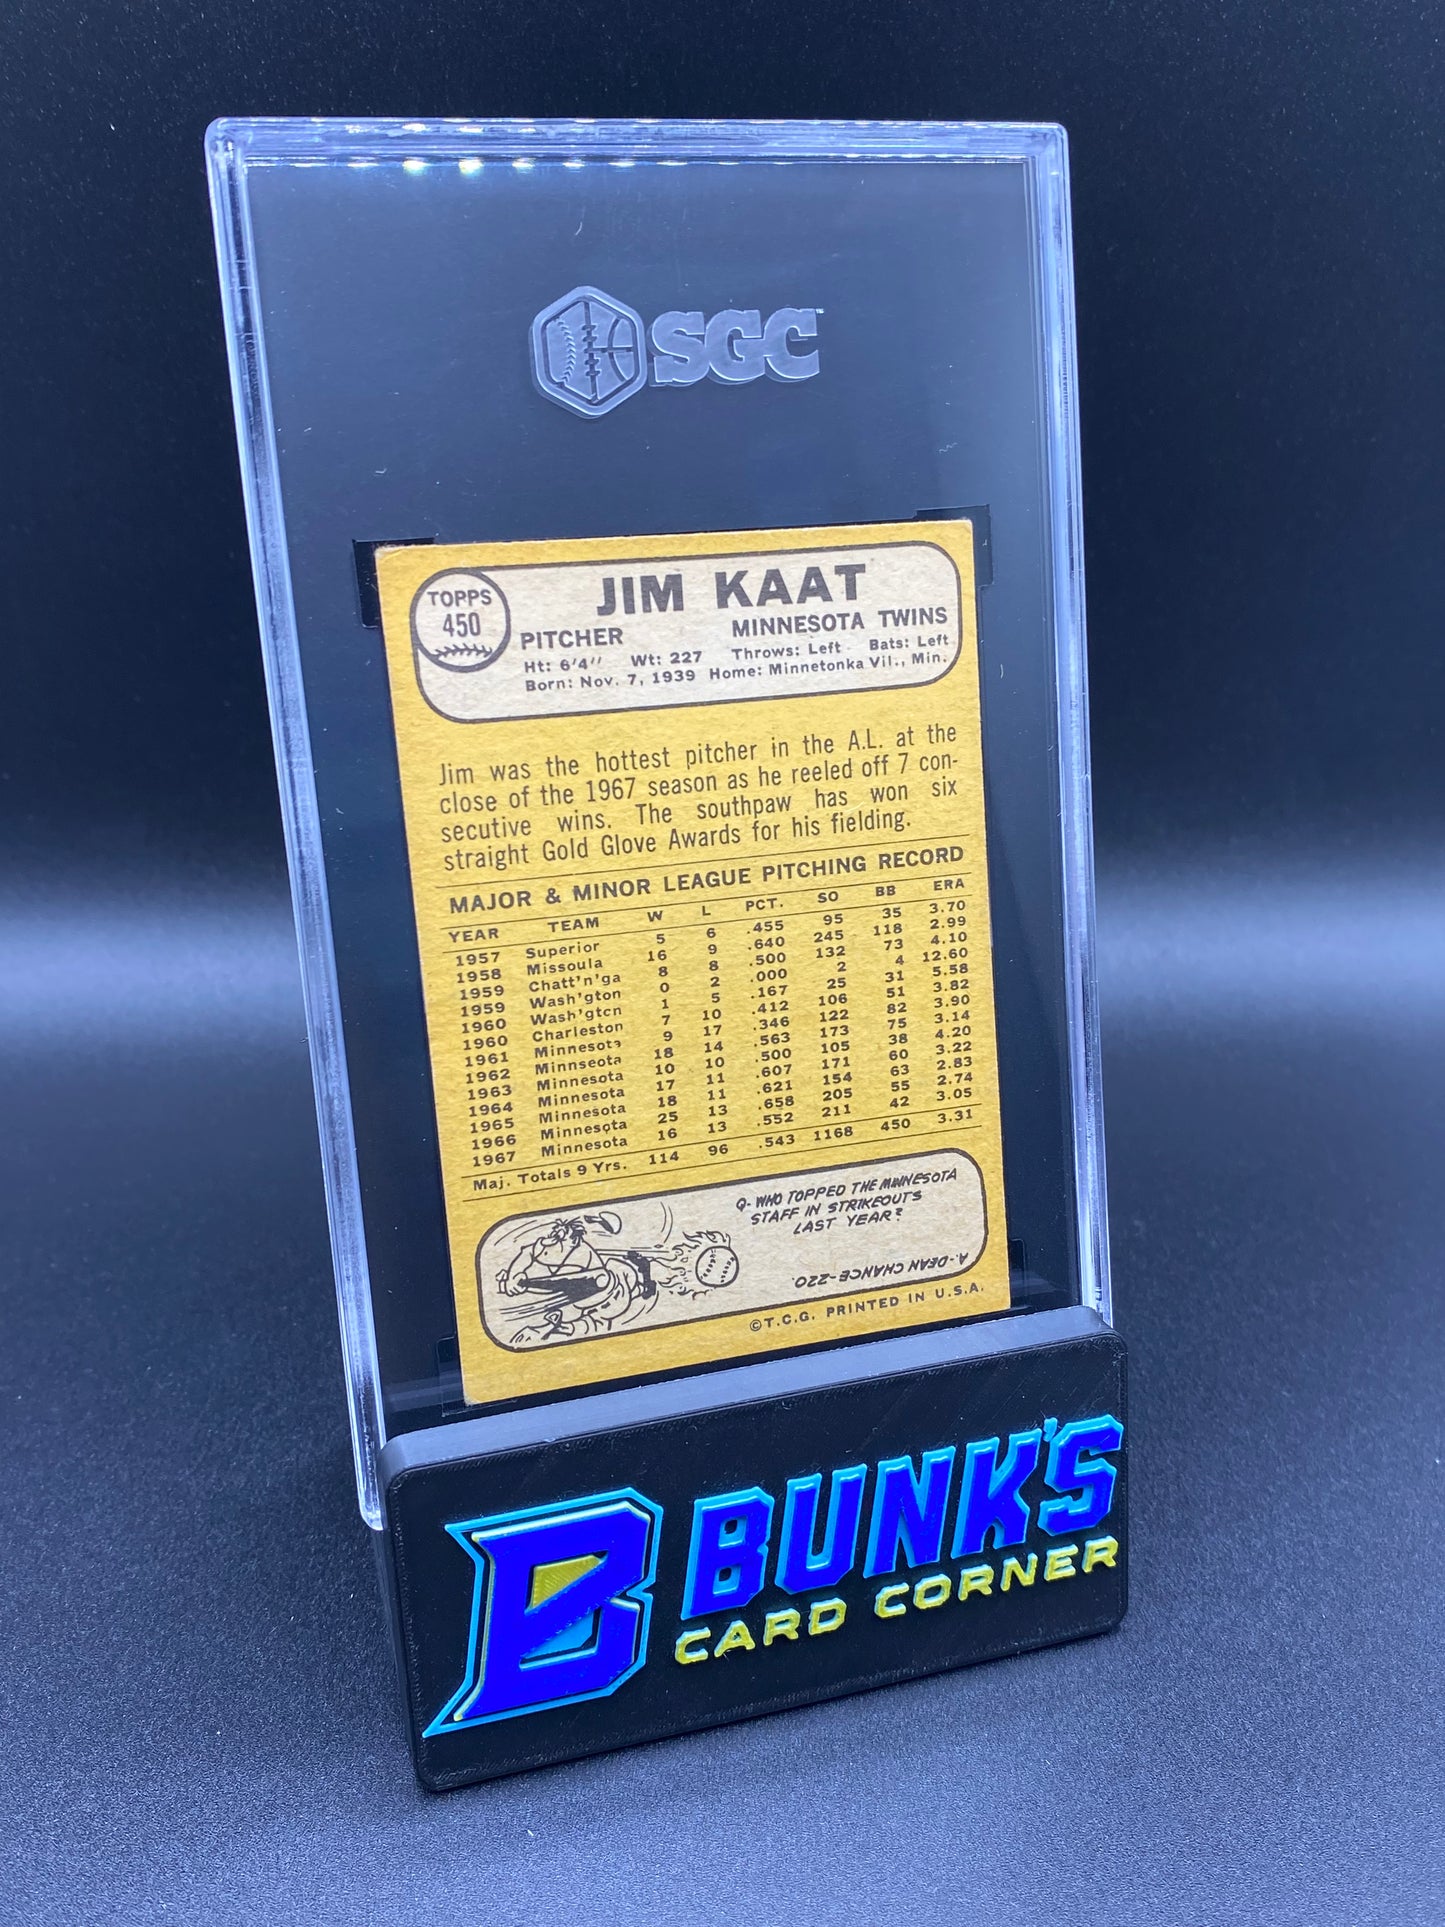 SGC
TOPPS
450
JIM KAAT
PITCHER MINNESOTA TWINS
Ht: 6'4'' Wt: 227 Throws: Left Bats: Left
Born: Nov. 7, 1939 Home: Minnetonka Vil., Min.
Jim was the hottest pitcher in the A.L. at the
close of the 1967 season as he reeled off 7 con-
secutive wins. The southpaw has won six
straight Gold Glove Awards for his fielding.
MAJOR & MINOR LEAGUE PITCHING RECORD
YEAR TEAM W L PCT. SO BB ERA
1957 Superior 5 6 .455 95 35 3.70
1958 Missoula 16 9 .640 245 118 2.99
1959 Chatt'n'ga 8 8 .500 132 73 4.10
1959 Wash'gton 0 2 .000 2 4 12.60
1960 Wash'gton 1 5 .167 25 31 5.58
1960 Charleston 7 10 .412 106 51 3.82
1961 Minnesota 9 17 .346 122 82 3.90
1962 Minnseota 18 14 .563 173 75 3.14
1963 Minnesota 10 10 .500 105 38 4.20
1964 Minnesota 17 11 .607 171 60 3.22
1965 Minnesota 18 11 .621 154 63 2.83
1966 Minnesota 25 13 .658 205 55 2.74
1967 Minnesota 16 13 .552 211 42 3.05
Maj. Totals 9 Yrs. 114 96 .543 1168 450 3.31
Q- WHO TOPPED THE MINNESOTA
STAFF IN STRIKEOUTS
LAST YEAR?
A.- DEAN CHANCE-220.
©T.C.G. PRINTED IN U.S.A.
B BUNK'S
CARD CORNER